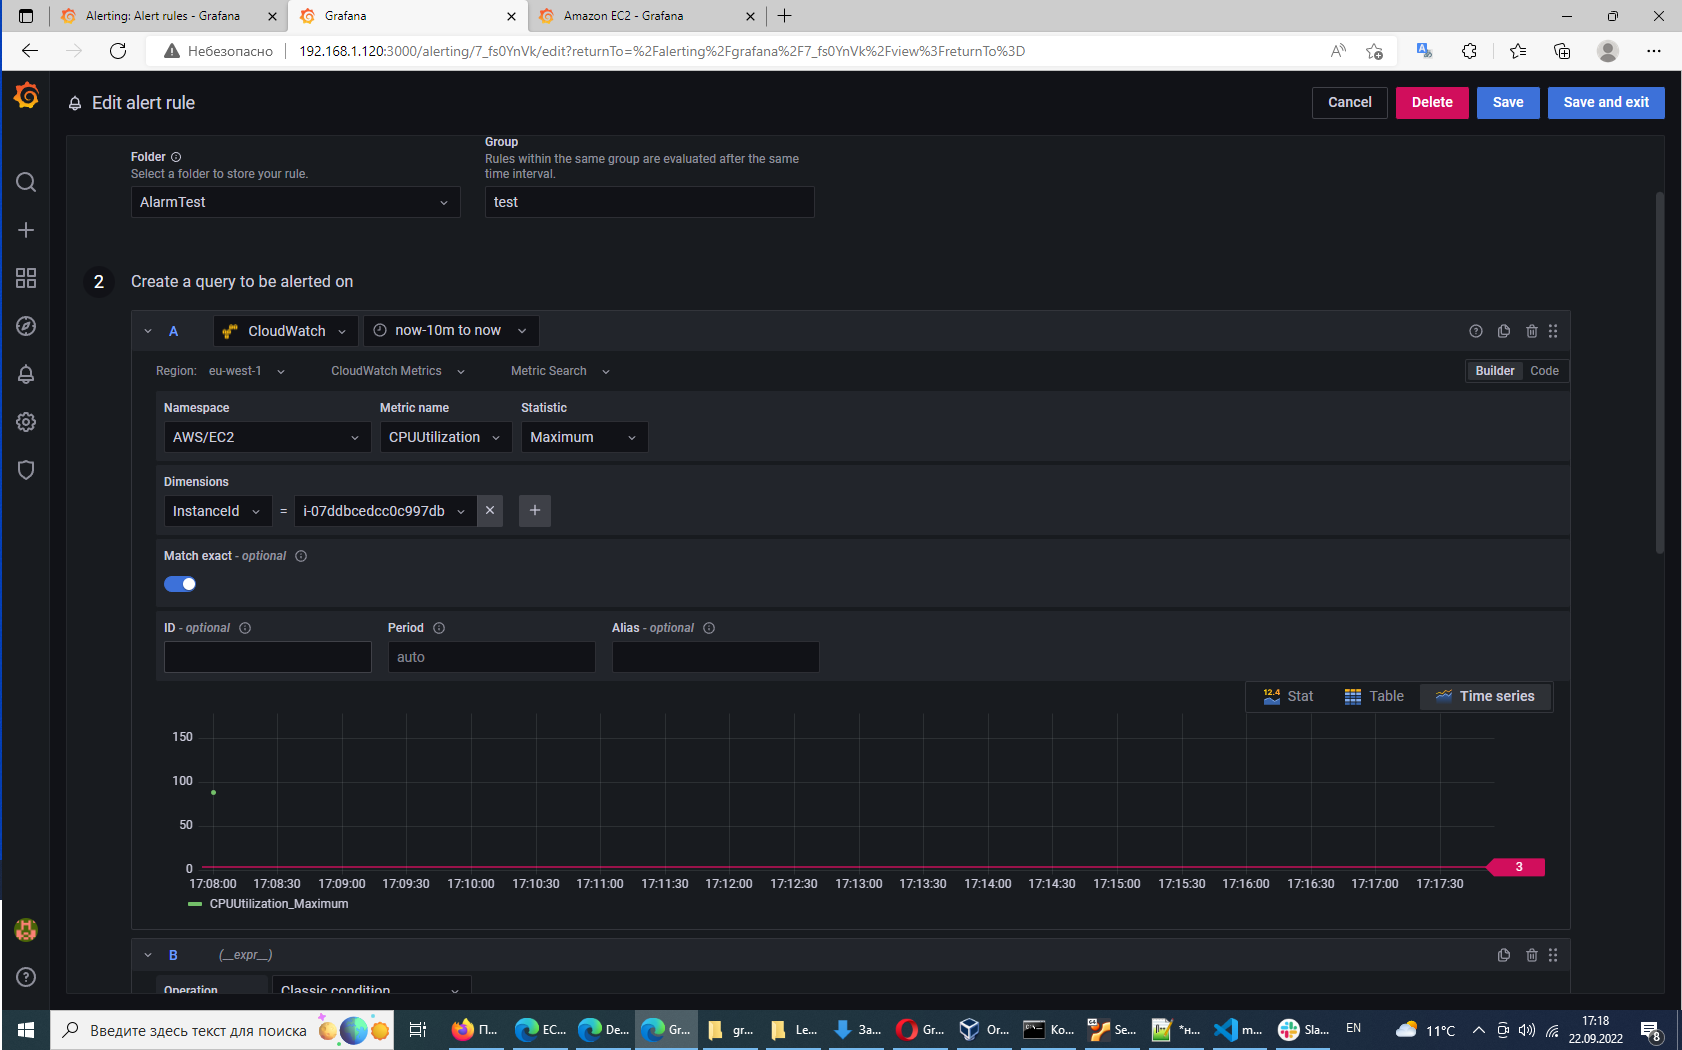 Alerting: Alert rules - Grafana
Grafana
Amazon EC2 - Grafana
Небезопасно
192.168.1.120:3000/alerting/7_fs0YnVk/edit?returnTo=%2Falerting%2Fgrafana%2F7_fs0YnVk%2Fview%3FreturnTo%3D
Edit alert rule
Cancel
Delete
Save
Save and exit
Folder
Select a folder to store your rule.
AlarmTest
Group
Rules within the same group are evaluated after the same
time interval.
test
2
Create a query to be alerted on
A
CloudWatch
now-10m to now
Region: eu-west-1
CloudWatch Metrics
Metric Search
Builder
Code
Namespace
Metric name
Statistic
AWS/EC2
CPUUtilization
Maximum
Dimensions
InstanceId = i-07ddbcedcc0c997db
Match exact - optional
ID - optional
Period
Alias - optional
auto
12.4
Stat
Table
Time series
150
100
50
0
3
17:08:00 17:08:30 17:09:00 17:09:30 17:10:00 17:10:30 17:11:00 17:11:30 17:12:00 17:12:30 17:13:00 17:13:30 17:14:00 17:14:30 17:15:00 17:15:30 17:16:00 17:16:30 17:17:00 17:17:30
CPUUtilization_Maximum
B
(__expr__)
Operation
Classic condition
Введите здесь текст для поиска
П...
EC...
De...
Gr...
gr...
Le...
За...
Gr...
Or...
Ко...
Se...
*н...
m...
Sla...
EN
11°C
17:18
22.09.2022
8